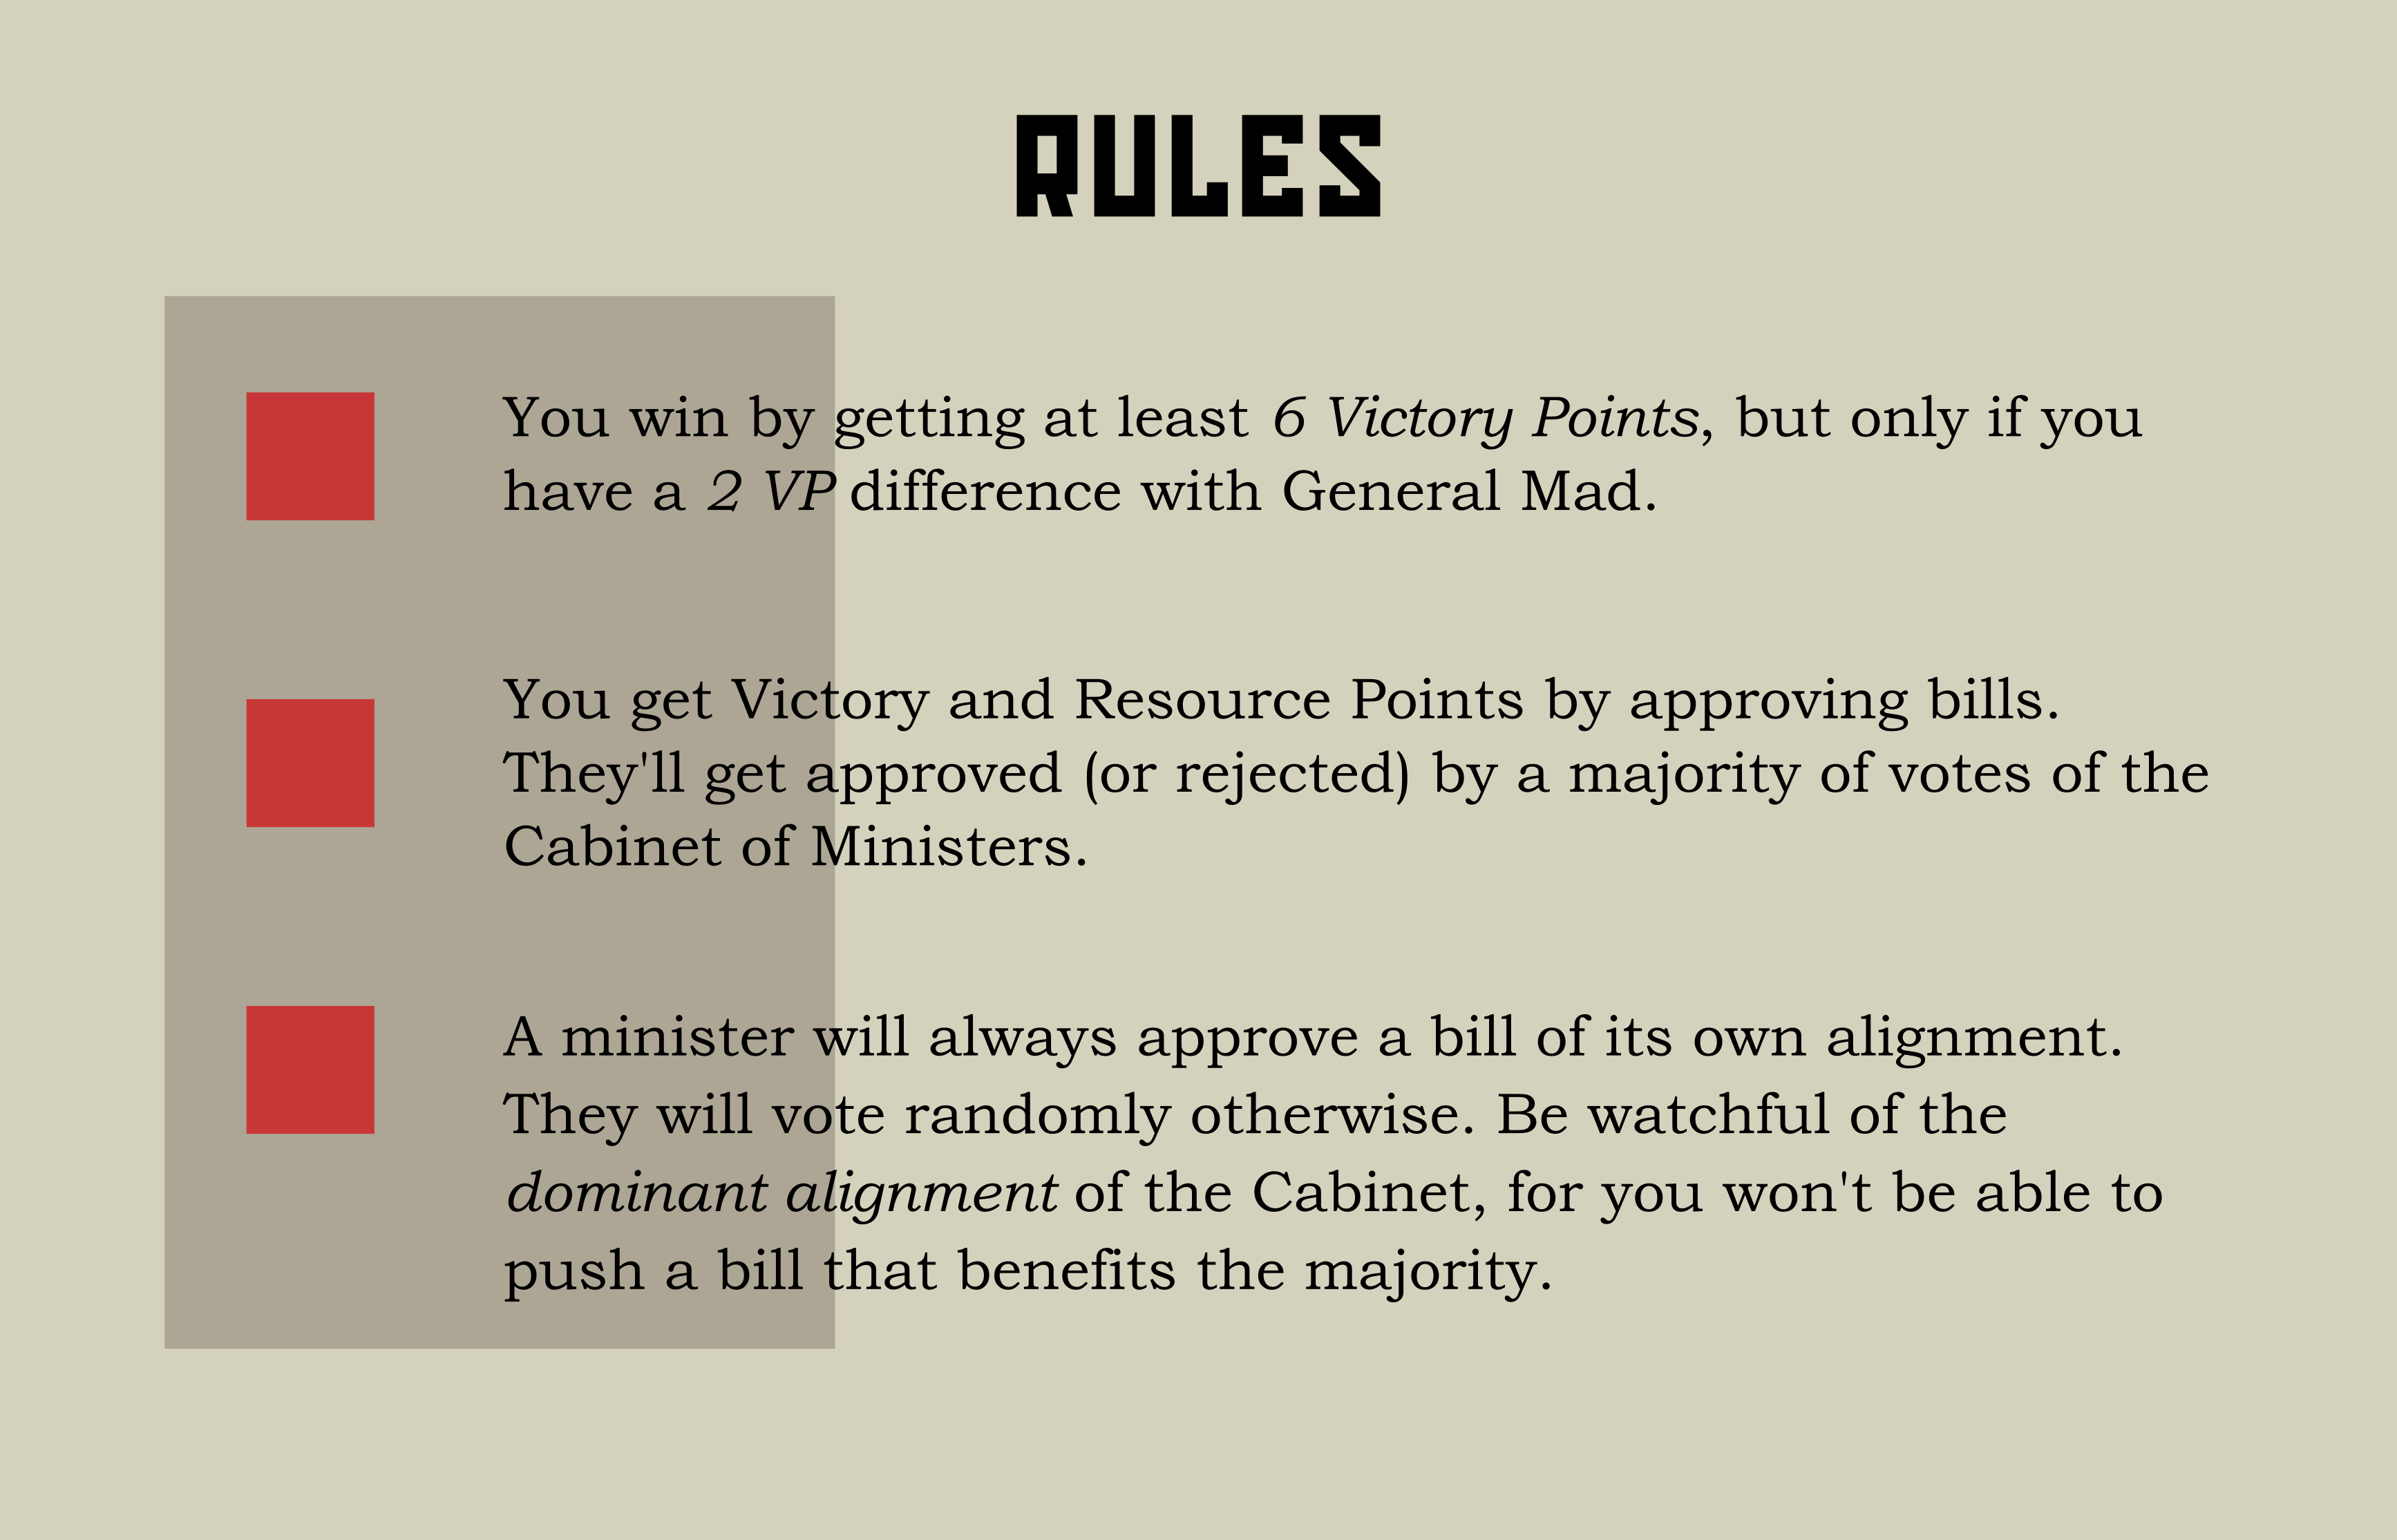 RULES
You win by getting at least 6 Victory Points, but only if you
have a 2 VP difference with General Mad.
You get Victory and Resource Points by approving bills.
They'll get approved (or rejected) by a majority of votes of the
Cabinet of Ministers.
A minister will always approve a bill of its own alignment.
They will vote randomly otherwise. Be watchful of the
dominant alignment of the Cabinet, for you won't be able to
push a bill that benefits the majority.